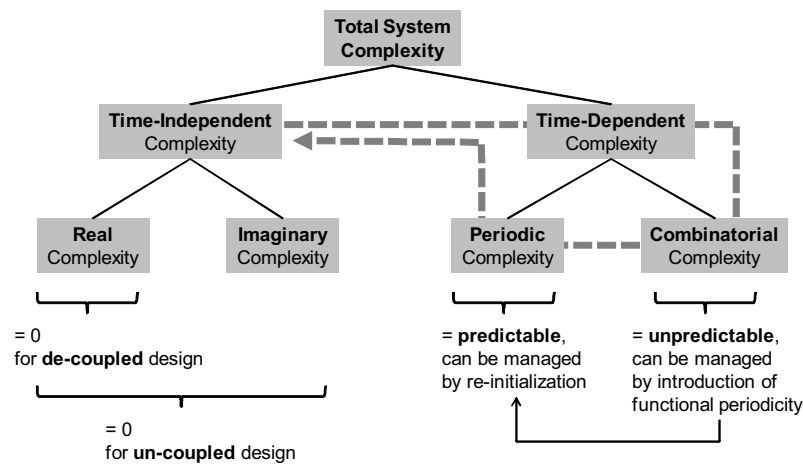 Total System
Complexity
Time-Independent
Complexity
Time-Dependent
Complexity
Real
Complexity
Imaginary
Complexity
Periodic
Complexity
Combinatorial
Complexity
= 0
for de-coupled design
= 0
for un-coupled design
= predictable,
can be managed
by re-initialization
= unpredictable,
can be managed
by introduction of
functional periodicity